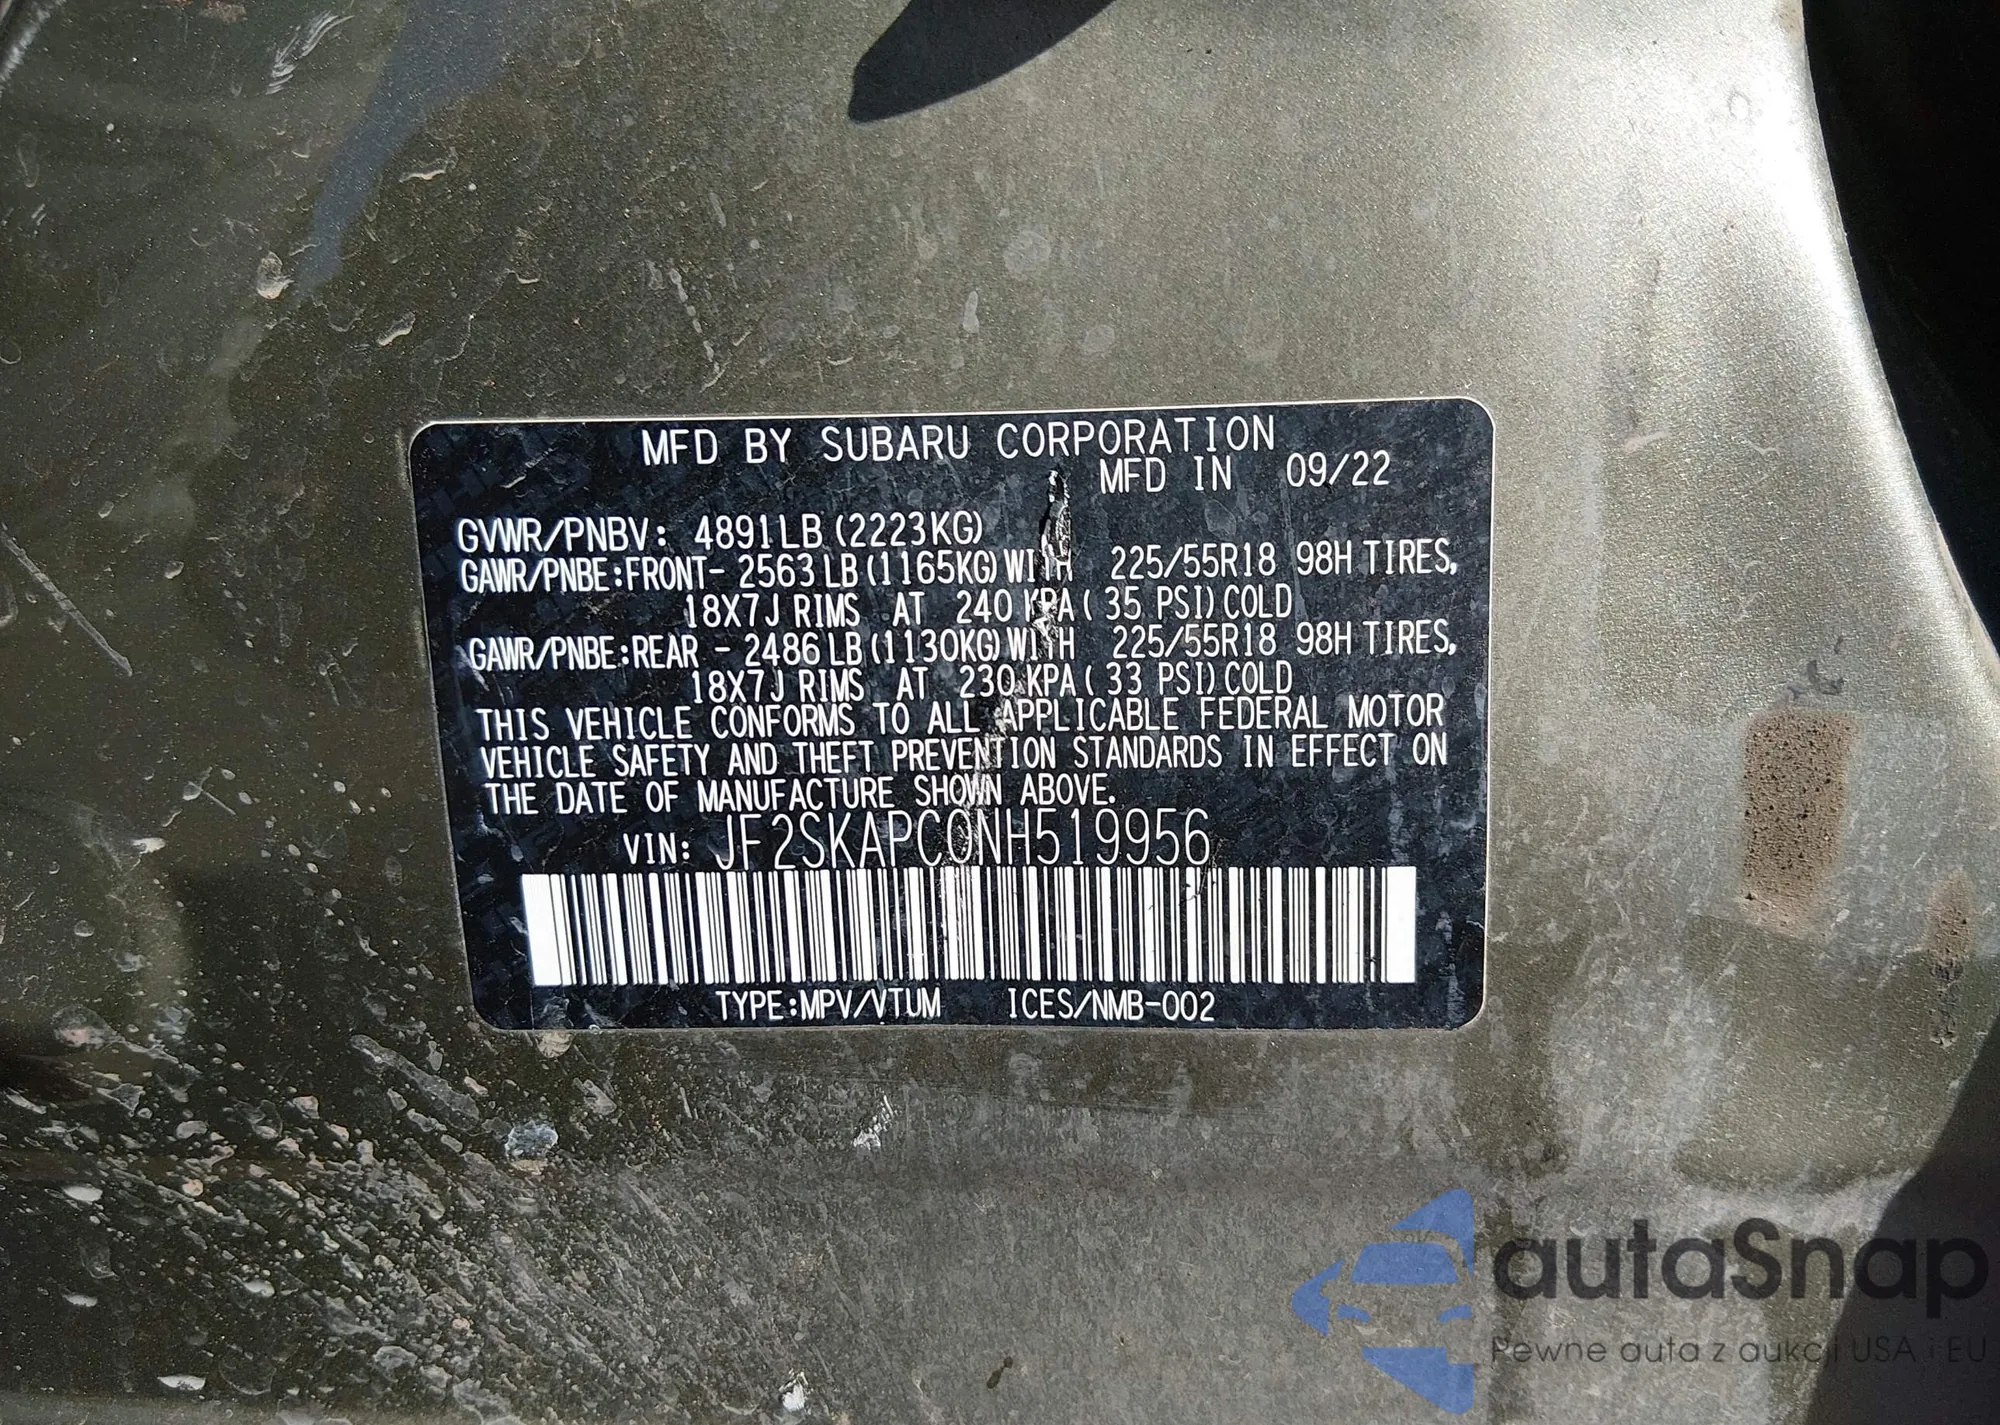 MFD BY SUBARU CORPORATION
MFD IN 09/22
GVWR/PNBV: 4891LB (2223KG)
GAWR/PNBE:FRONT- 2563LB (1165KG) WITH 225/55R18 98H TIRES,
18X7J RIMS AT 240 KPA ( 35 PSI) COLD
GAWR/PNBE:REAR - 2486LB (1130KG) WITH 225/55R18 98H TIRES,
18X7J RIMS AT 230 KPA ( 33 PSI) COLD
THIS VEHICLE CONFORMS TO ALL APPLICABLE FEDERAL MOTOR
VEHICLE SAFETY AND THEFT PREVENTION STANDARDS IN EFFECT ON
THE DATE OF MANUFACTURE SHOWN ABOVE.
VIN: JF2SKAPC0NH519956
TYPE:MPV/VTUM ICES/NMB-002
autaSnap
Pewne auta z aukcji USA i EU